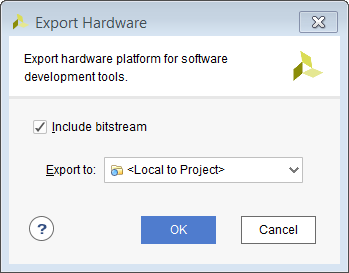 Export Hardware
Export hardware platform for software
development tools.
Include bitstream
Export to: <Local to Project>
?
OK Cancel